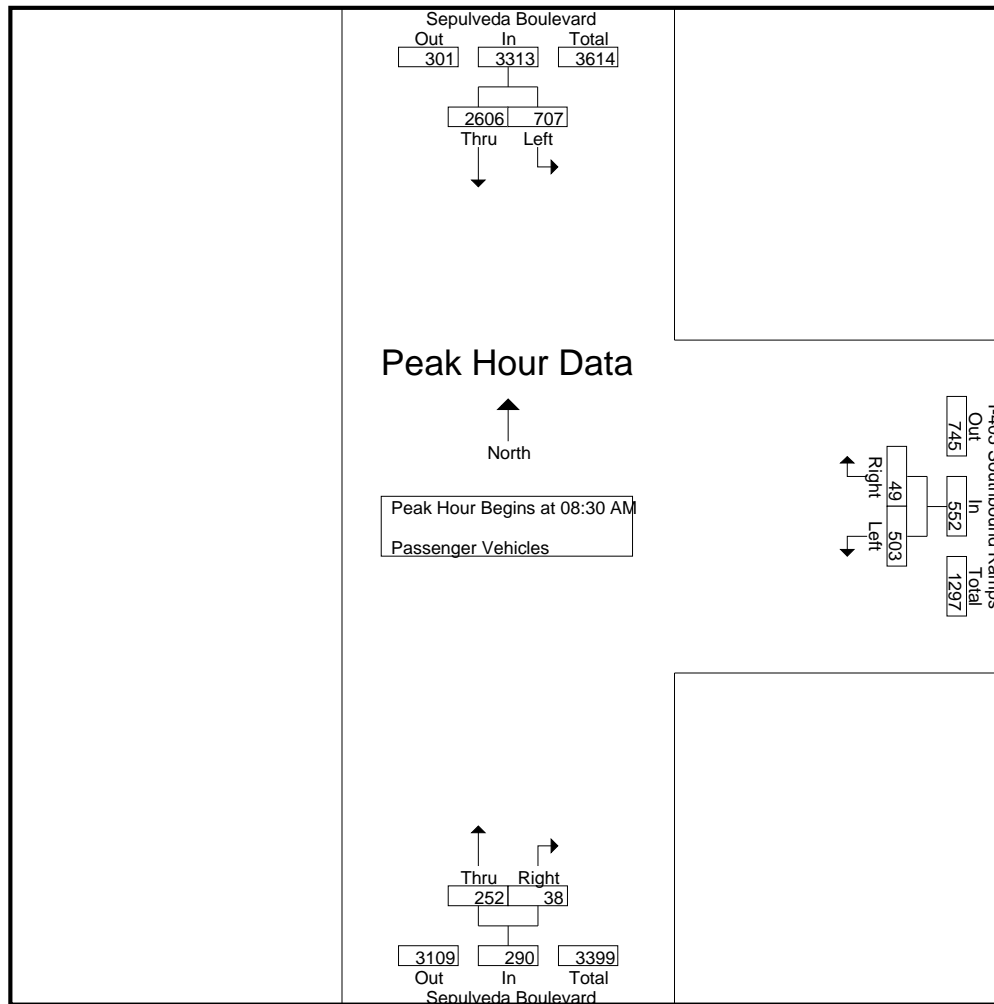 Sepulveda Boulevard
Out In Total
301 3313 3614
2606 707
Thru Left
Peak Hour Data
North
Peak Hour Begins at 08:30 AM
Passenger Vehicles
Out In Total
745 552 1297
49 503
Right Left
Thru Right
252 38
3109 290 3399
Out In Total
Sepulveda Boulevard